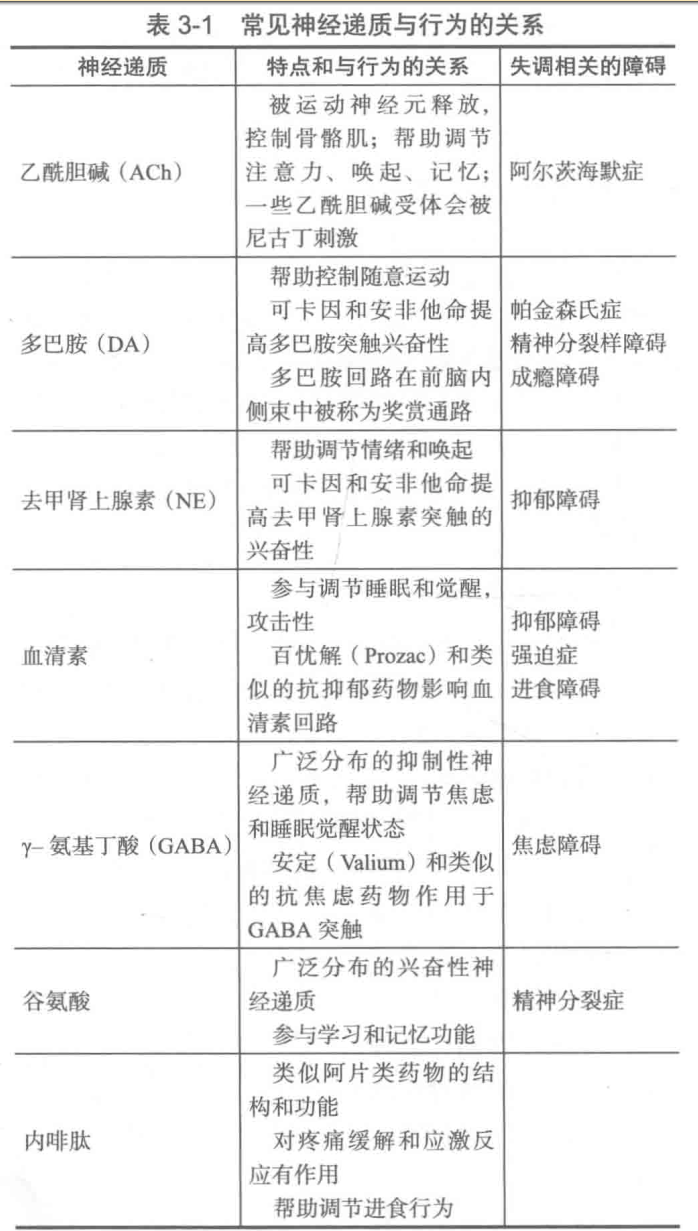 表 3-1 常见神经递质与行为的关系
神经递质
特点和与行为的关系
失调相关的障碍
乙酰胆碱（ACh）
被运动神经元释放，
控制骨骼肌；帮助调节
注意力、唤起、记忆；
一些乙酰胆碱受体会被
尼古丁刺激
阿尔茨海默症
多巴胺（DA）
帮助控制随意运动
可卡因和安非他命提
高多巴胺突触兴奋性
多巴胺回路在前脑内
侧束中被称为奖赏通路
帕金森氏症
精神分裂样障碍
成瘾障碍
去甲肾上腺素（NE）
帮助调节情绪和唤起
可卡因和安非他命提
高去甲肾上腺素突触的
兴奋性
抑郁障碍
血清素
参与调节睡眠和觉醒，
攻击性
百忧解（Prozac）和类
似的抗抑郁药物影响血
清素回路
抑郁障碍
强迫症
进食障碍
γ-氨基丁酸（GABA）
广泛分布的抑制性神
经递质，帮助调节焦虑
和睡眠觉醒状态
安定（Valium）和类似
的抗焦虑药物作用于
GABA 突触
焦虑障碍
谷氨酸
广泛分布的兴奋性神
经递质
参与学习和记忆功能
精神分裂症
内啡肽
类似阿片类药物的结
构和功能
对疼痛缓解和应激反
应有作用
帮助调节进食行为